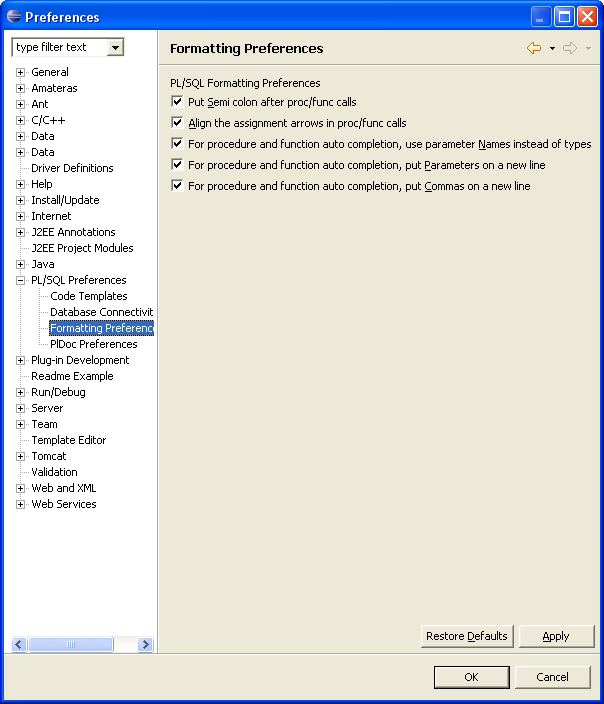 Preferences
type filter text
Formatting Preferences
General
Amateras
Ant
C/C++
Data
Data
Driver Definitions
Help
Install/Update
Internet
J2EE Annotations
J2EE Project Modules
Java
PL/SQL Preferences
Code Templates
Database Connectivit
Formatting Preferenc
PlDoc Preferences
Plug-in Development
Readme Example
Run/Debug
Server
Team
Template Editor
Tomcat
Validation
Web and XML
Web Services
PL/SQL Formatting Preferences
Put Semi colon after proc/func calls
Align the assignment arrows in proc/func calls
For procedure and function auto completion, use parameter Names instead of types
For procedure and function auto completion, put Parameters on a new line
For procedure and function auto completion, put Commas on a new line
Restore Defaults
Apply
OK
Cancel